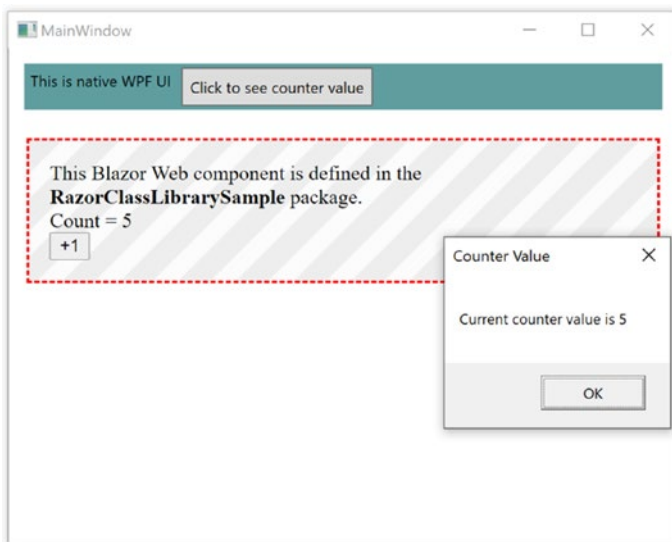 MainWindow
This is native WPF UI
Click to see counter value
This Blazor Web component is defined in the
RazorClassLibrarySample package.
Count = 5
+1
Counter Value
Current counter value is 5
OK